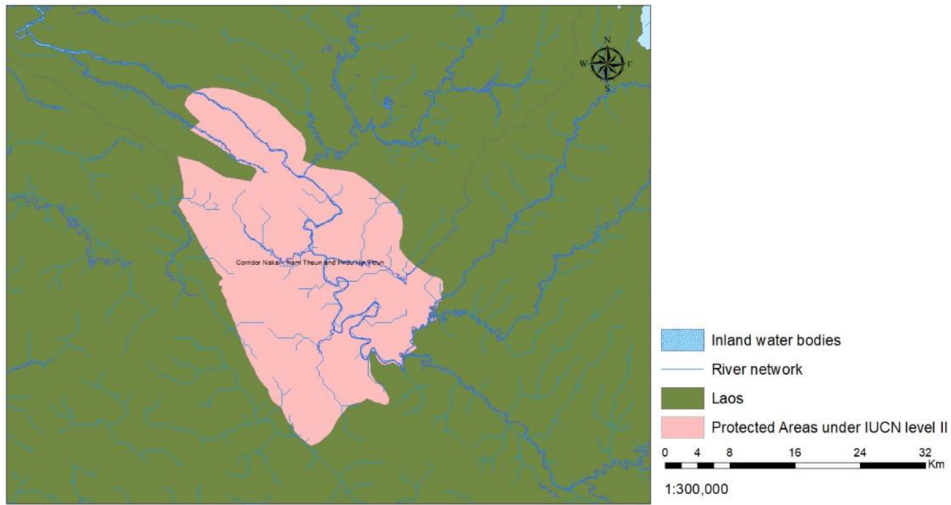 N
W E
S
Corridor Nakai - Nam Theun and Phou Hin Poun
Inland water bodies
River network
Laos
Protected Areas under IUCN level II
0 2 4 8 16 24 32
Km
1:300,000